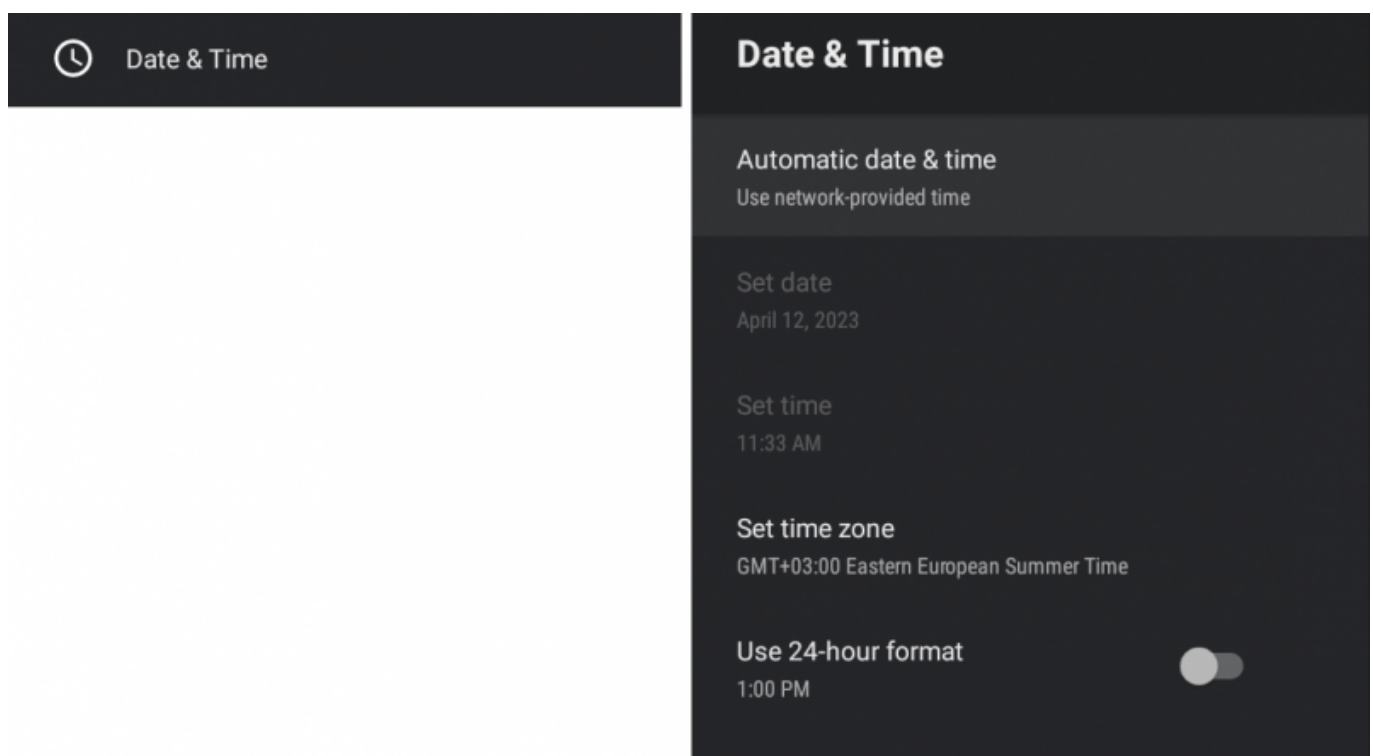 Date & Time
Date & Time
Automatic date & time
Use network-provided time
Set date
April 12, 2023
Set time
11:33 AM
Set time zone
GMT+03:00 Eastern European Summer Time
Use 24-hour format
1:00 PM